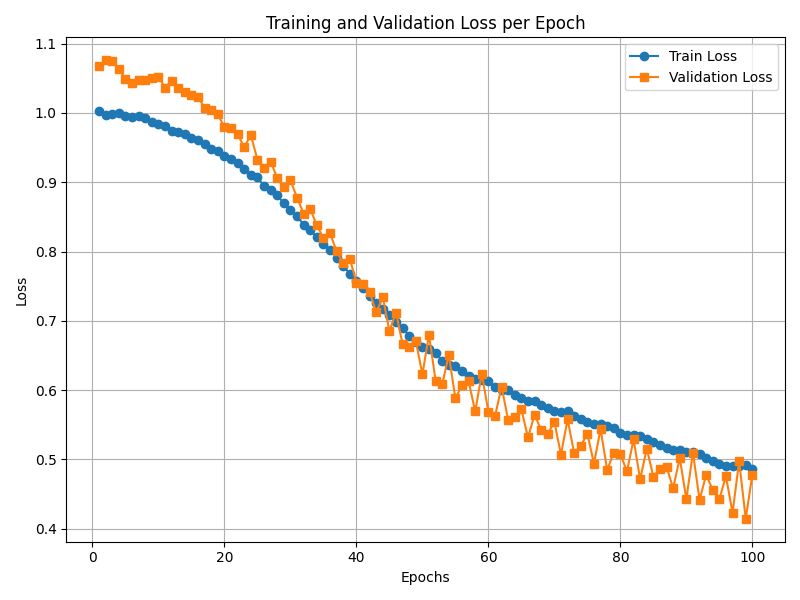 Training and Validation Loss per Epoch
1.1
1.0
0.9
0.8
0.7
0.6
0.5
0.4
Loss
Train Loss
Validation Loss
0 20 40 60 80 100
Epochs